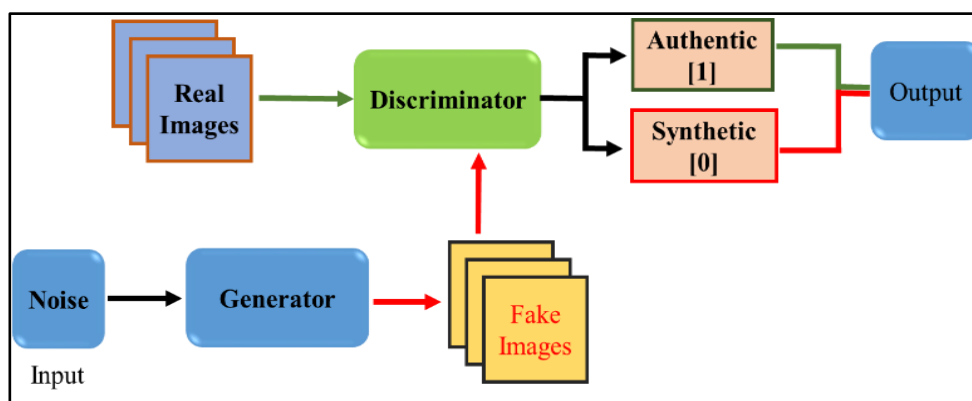 Real
Images
Discriminator
Authentic
[1]
Synthetic
[0]
Output
Noise
Input
Generator
Fake
Images